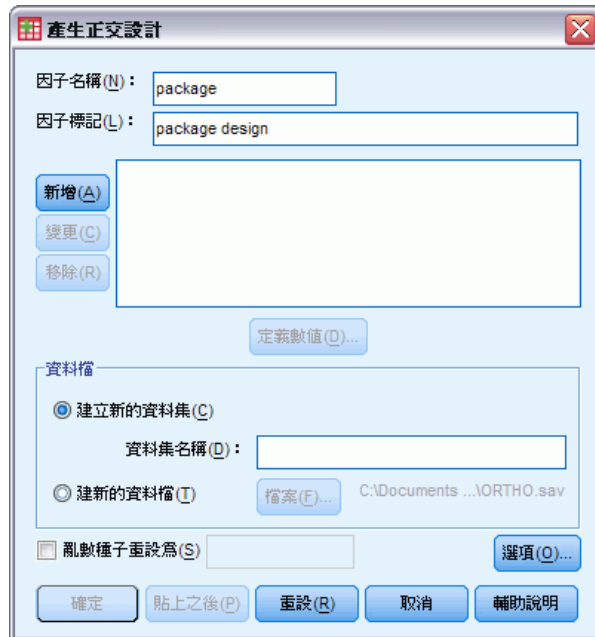 產生正交設計
因子名稱(N)：
package
因子標記(L)：
package design
新增(A)
變更(C)
移除(R)
定義數值(D)...
資料檔
建立新的資料集(C)
資料集名稱(D)：
建新的資料檔(T)
檔案(F)...
C:\Documents ...\ORTHO.sav
亂數種子重設為(S)
選項(O)...
確定
貼上之後(P)
重設(R)
取消
輔助說明